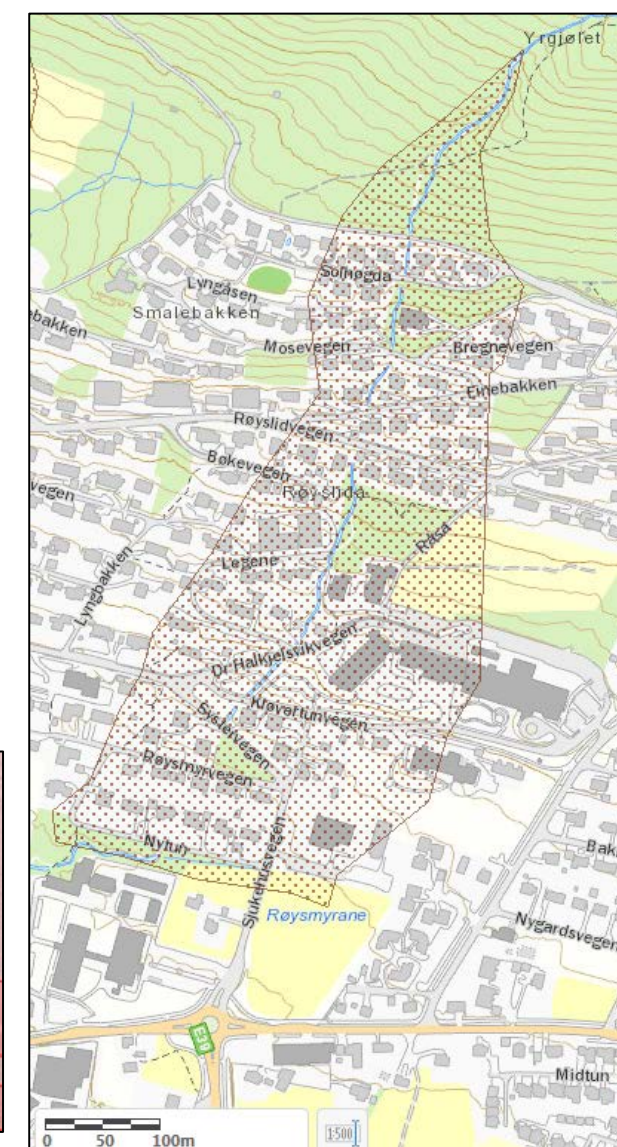 Yrgjølet
Solhøgda
Lyngåsen
Smalebakken
ebakken
Mosevegen
Bregnevegen
Einebakken
Røyslidvegen
Bøkevegen
Røyslida
vegen
Råsa
Legene
Lyngbakken
Dr Halkjelsvikvegen
Kløvertunvegen
Systervegen
Røysmyrvegen
Nytun
Bak
Sjukehusvegen
Røysmyrane
Nygardsvegen
E39
Midtun
1:500
0 50 100m